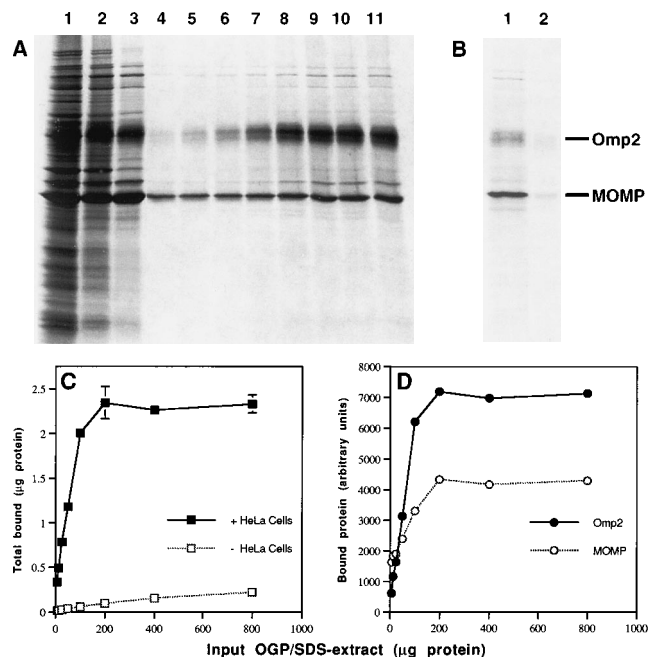 1 2 3 4 5 6 7 8 9 10 11
A
B
1 2
Omp2
MOMP
C
Total bound (µg protein)
2.5
2
1.5
1
0.5
0
+ HeLa Cells
- HeLa Cells
0 200 400 600 800 1000
D
Bound protein (arbitrary units)
8000
7000
6000
5000
4000
3000
2000
1000
0
Omp2
MOMP
0 200 400 600 800 1000
Input OGP/SDS-extract (µg protein)